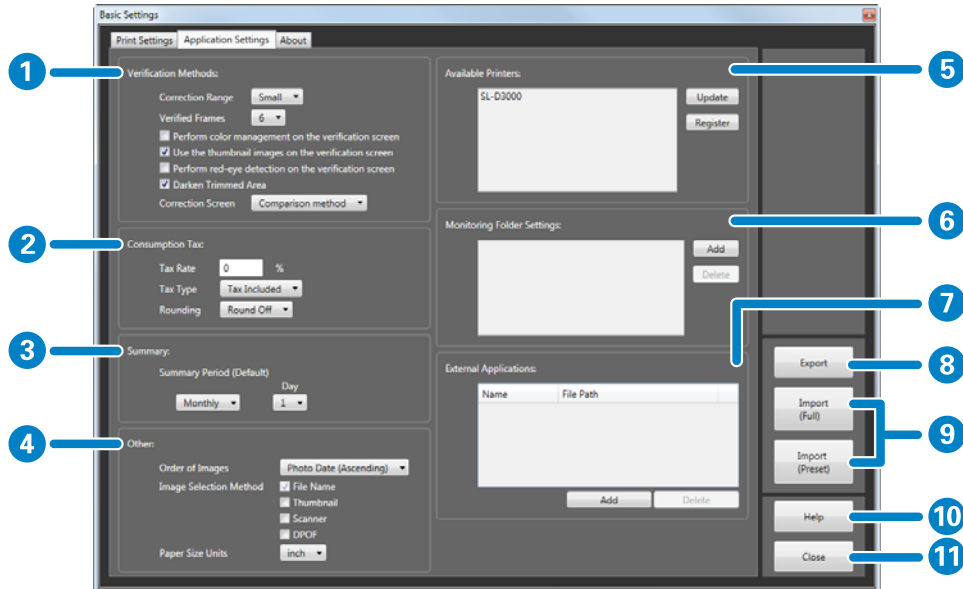 Basic Settings
Print Settings Application Settings About
1
Verification Methods:
Correction Range Small
Verified Frames 6
Perform color management on the verification screen
Use the thumbnail images on the verification screen
Perform red-eye detection on the verification screen
Darken Trimmed Area
Correction Screen Comparison method
2
Consumption Tax:
Tax Rate 0 %
Tax Type Tax Included
Rounding Round Off
3
Summary:
Summary Period (Default)
Day
Monthly 1
4
Other:
Order of Images Photo Date (Ascending)
Image Selection Method File Name
Thumbnail
Scanner
DPOF
Paper Size Units inch
5
Available Printers:
SL-D3000
Update
Register
6
Monitoring Folder Settings:
Add
Delete
7
External Applications:
Name File Path
Add Delete
Export
8
Import
(Full)
9
Import
(Preset)
Help
10
Close
11